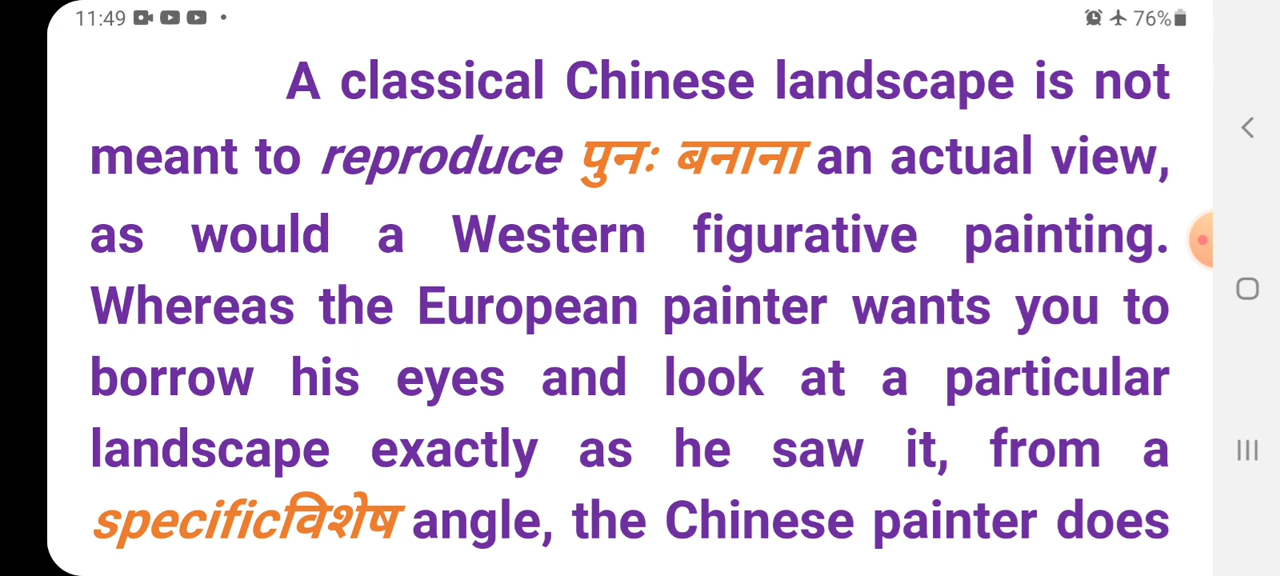 11:49
76%
A classical Chinese landscape is not
meant to reproduce पुनः बनाना an actual view,
as would a Western figurative painting.
Whereas the European painter wants you to
borrow his eyes and look at a particular
landscape exactly as he saw it, from a
specificविशेष angle, the Chinese painter does